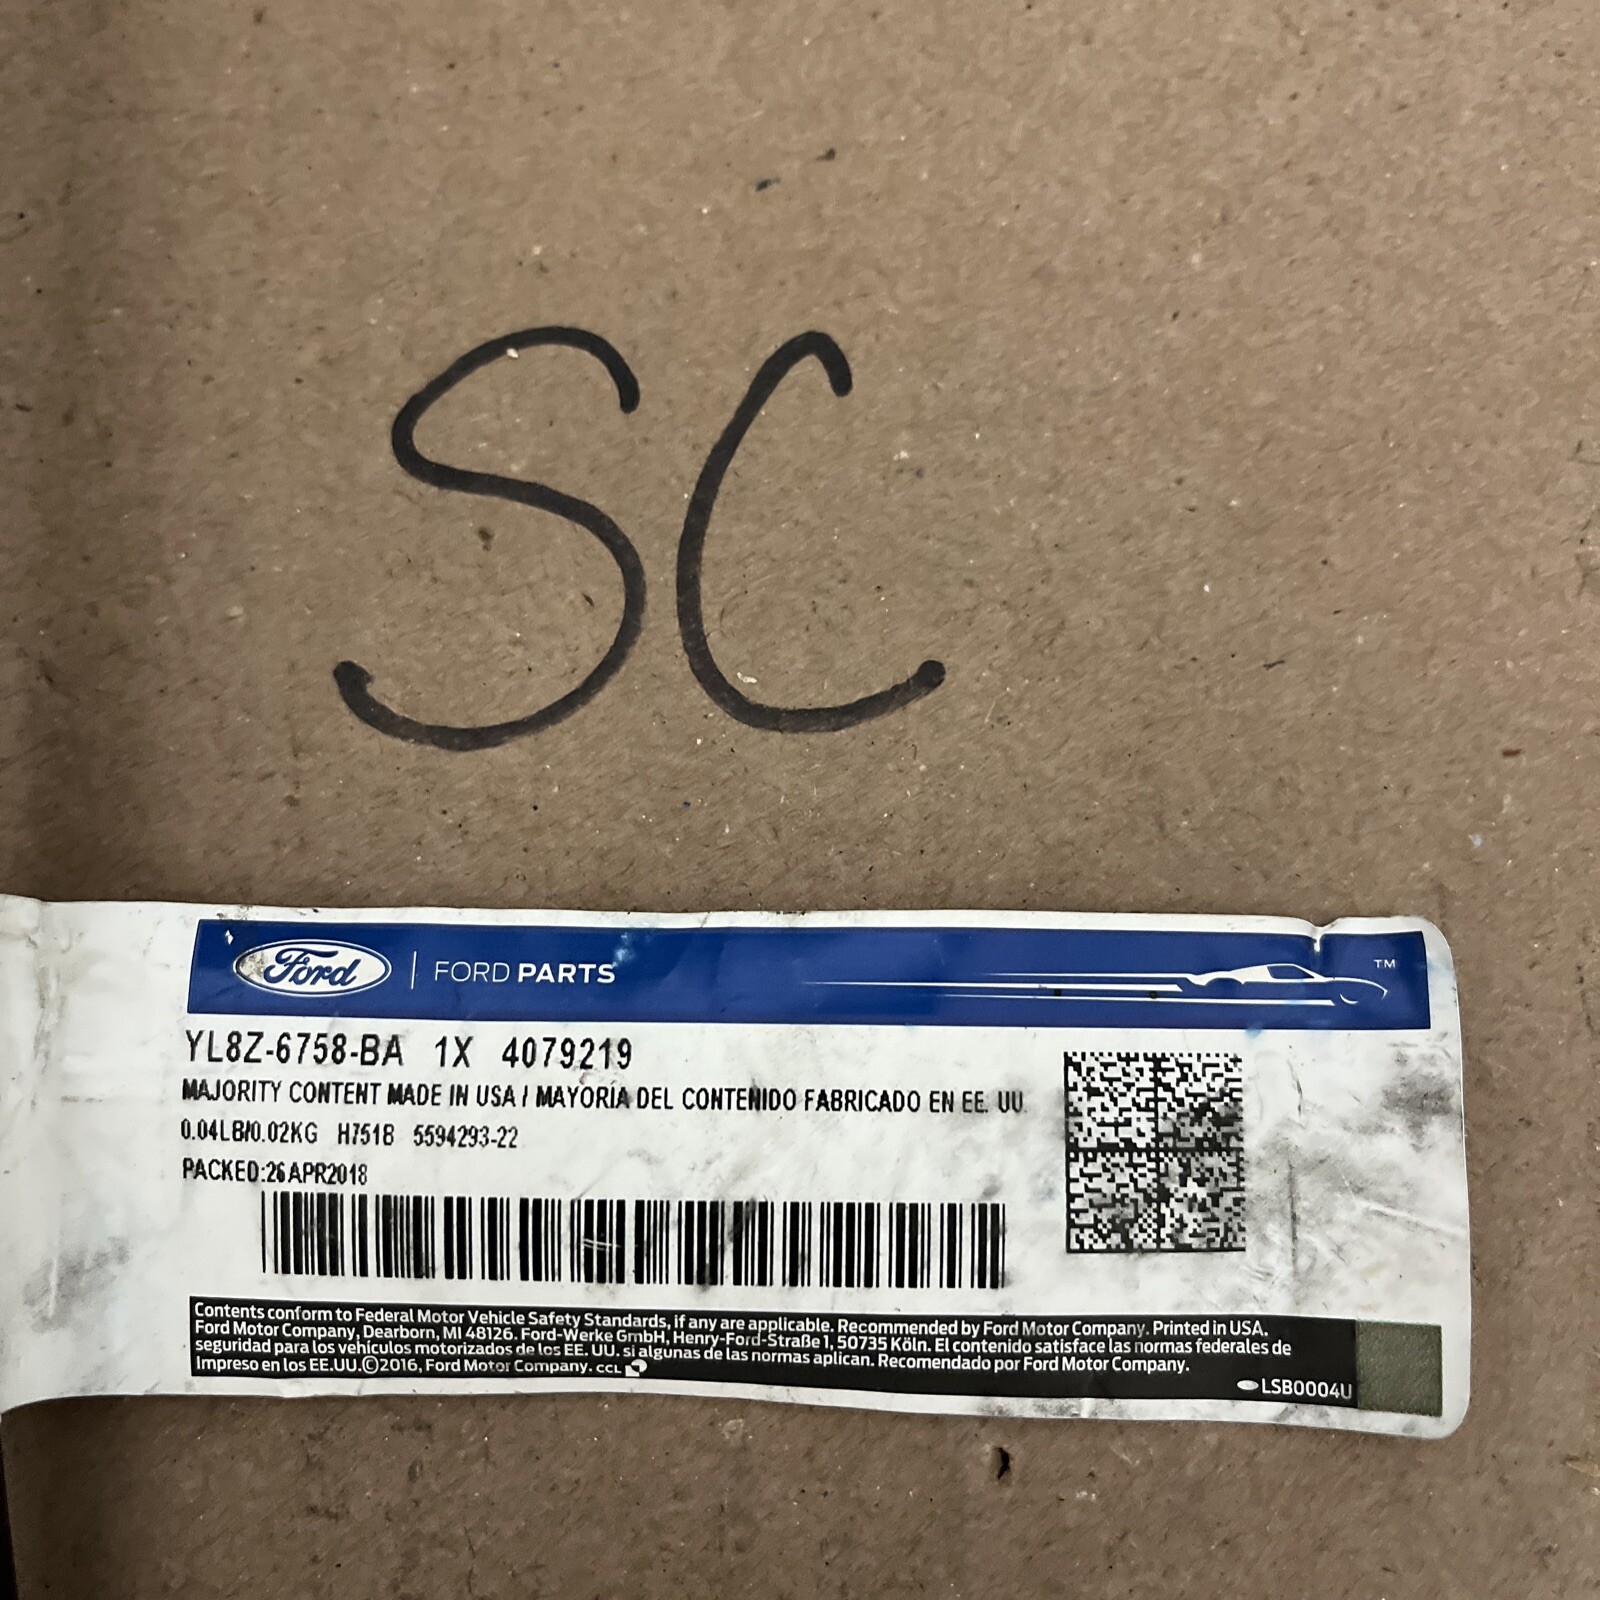 SC
Ford | FORD PARTS TM
YL8Z-6758-BA 1X 4079219
MAJORITY CONTENT MADE IN USA / MAYORIA DEL CONTENIDO FABRICADO EN EE. UU.
0.04LB/0.02KG H751B 5594293-22
PACKED:26APR2018
Contents conform to Federal Motor Vehicle Safety Standards, if any are applicable. Recommended by Ford Motor Company. Printed in USA.
Ford Motor Company, Dearborn, MI 48126. Ford-Werke GmbH, Henry-Ford-Straße 1, 50735 Köln. El contenido satisface las normas federales de
seguridad para los vehículos motorizados de los EE. UU. si algunas de las normas aplican. Recomendado por Ford Motor Company.
Impreso en los EE.UU.©2016, Ford Motor Company. CCL
LSB0004U